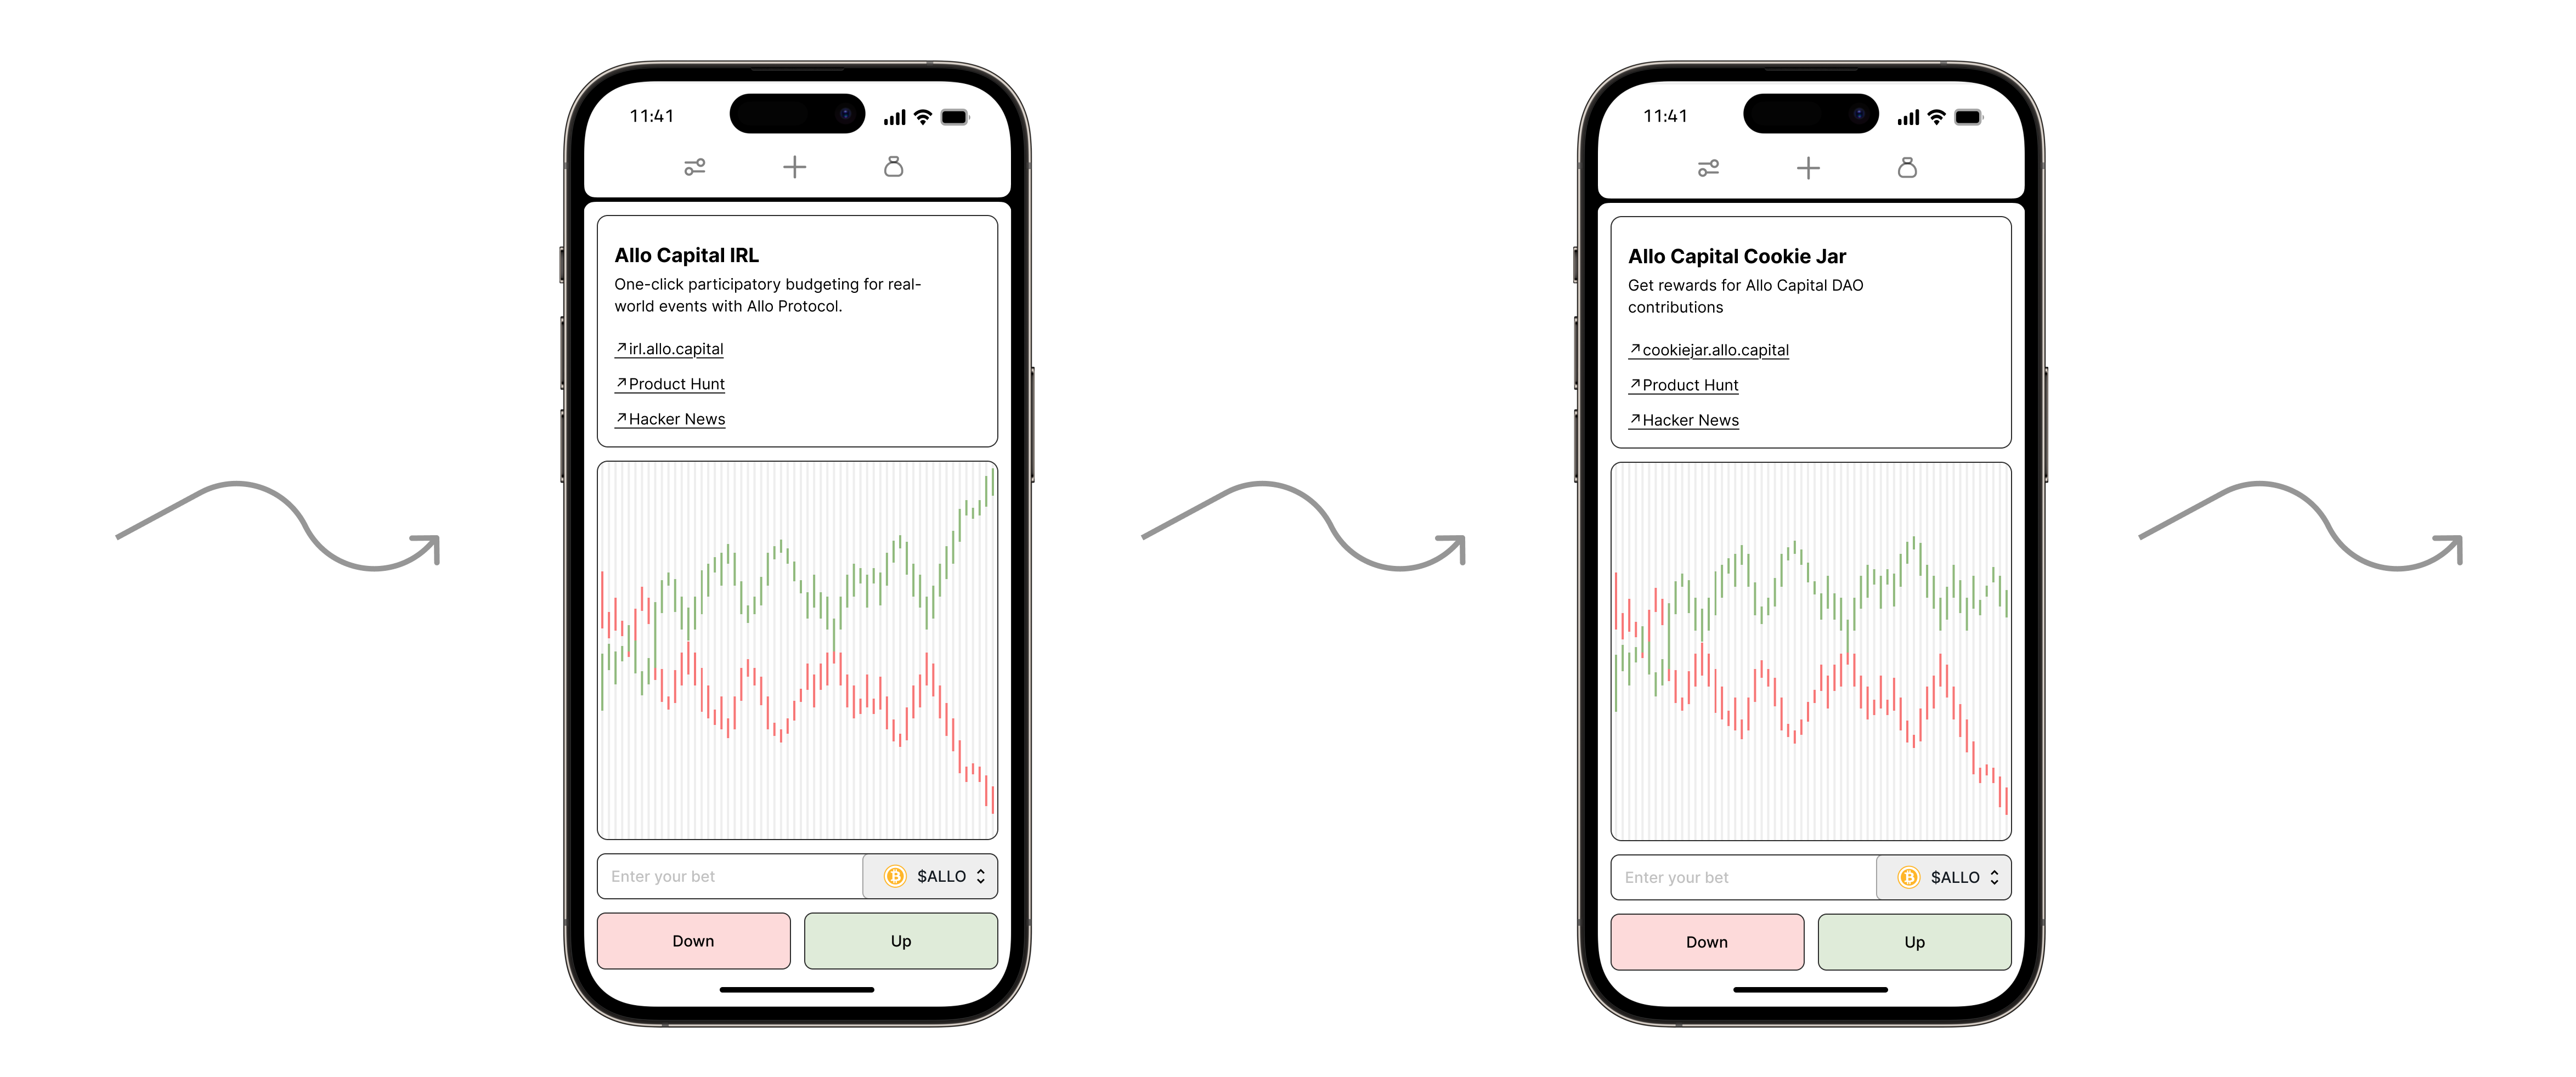 11:41
Allo Capital IRL
One-click participatory budgeting for real-
world events with Allo Protocol.
irl.allo.capital
Product Hunt
Hacker News
Enter your bet
$ALLO
Down
Up
11:41
Allo Capital Cookie Jar
Get rewards for Allo Capital DAO
contributions
cookiejar.allo.capital
Product Hunt
Hacker News
Enter your bet
$ALLO
Down
Up